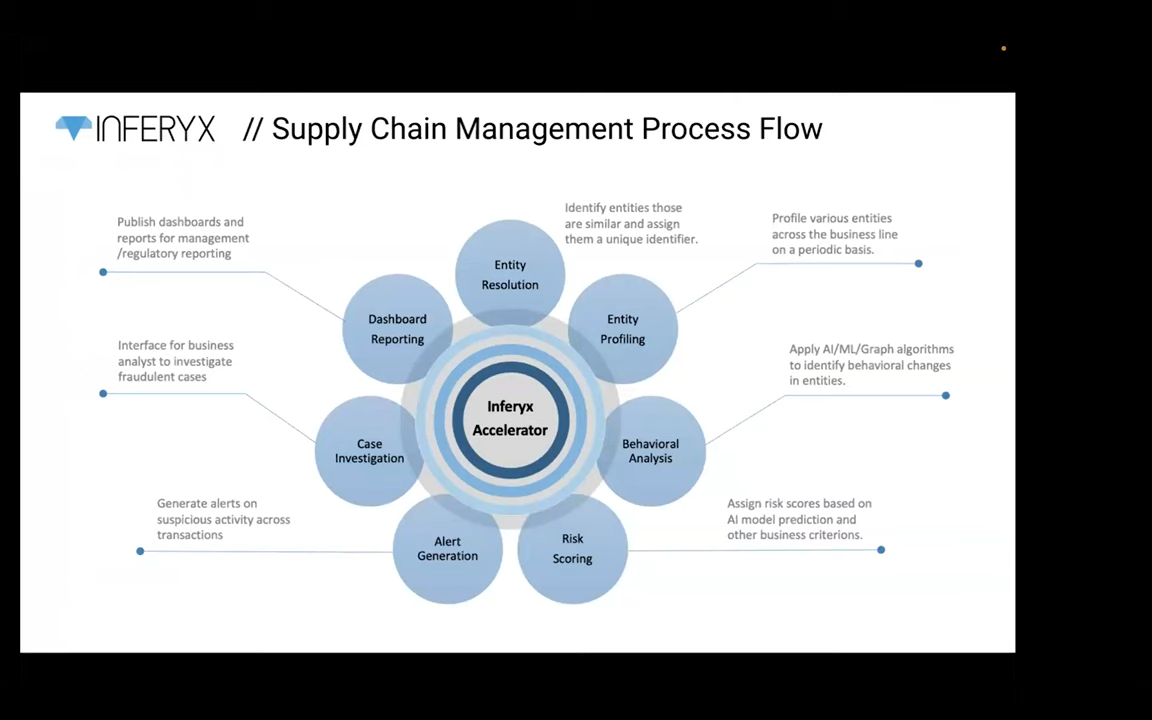 INFERYX // Supply Chain Management Process Flow
Publish dashboards and
reports for management
/regulatory reporting
Identify entities those
are similar and assign
them a unique identifier.
Profile various entities
across the business line
on a periodic basis.
Entity
Resolution
Dashboard
Reporting
Entity
Profiling
Interface for business
analyst to investigate
fraudulent cases
Apply AI/ML/Graph algorithms
to identify behavioral changes
in entities.
Inferyx
Accelerator
Case
Investigation
Behavioral
Analysis
Generate alerts on
suspicious activity across
transactions
Assign risk scores based on
AI model prediction and
other business criterions.
Alert
Generation
Risk
Scoring